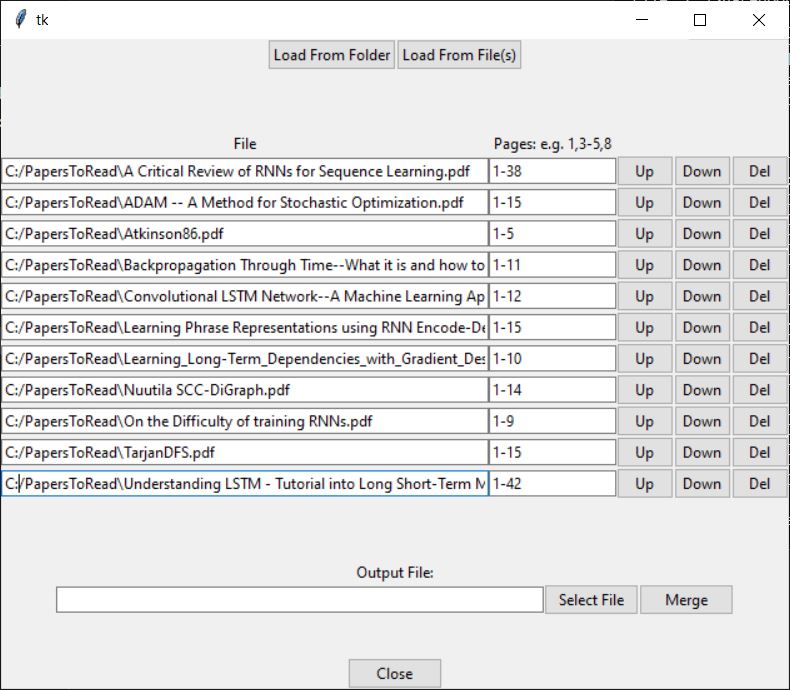 tk
Load From Folder Load From File(s)
File Pages: e.g. 1,3-5,8
C:/PapersToRead\A Critical Review of RNNs for Sequence Learning.pdf 1-38 Up Down Del
C:/PapersToRead\ADAM -- A Method for Stochastic Optimization.pdf 1-15 Up Down Del
C:/PapersToRead\Atkinson86.pdf 1-5 Up Down Del
C:/PapersToRead\Backpropagation Through Time--What it is and how to 1-11 Up Down Del
C:/PapersToRead\Convolutional LSTM Network--A Machine Learning Ap 1-12 Up Down Del
C:/PapersToRead\Learning Phrase Representations using RNN Encode-De 1-15 Up Down Del
C:/PapersToRead\Learning_Long-Term_Dependencies_with_Gradient_Des 1-10 Up Down Del
C:/PapersToRead\Nuutila SCC-DiGraph.pdf 1-14 Up Down Del
C:/PapersToRead\On the Difficulty of training RNNs.pdf 1-9 Up Down Del
C:/PapersToRead\TarjanDFS.pdf 1-15 Up Down Del
C:/PapersToRead\Understanding LSTM - Tutorial into Long Short-Term M 1-42 Up Down Del
Output File:
Select File Merge
Close